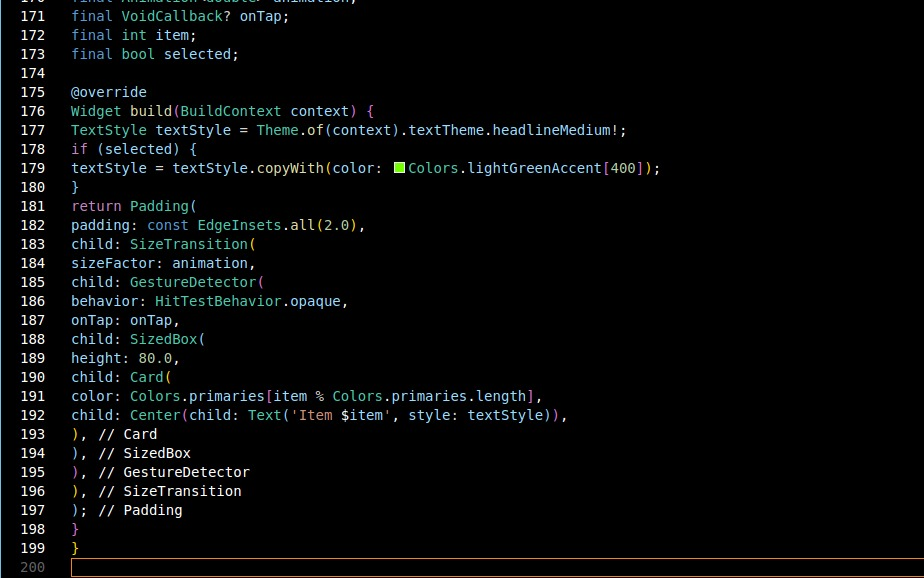 170 final Animation<double> animation;
171 final VoidCallback? onTap;
172 final int item;
173 final bool selected;
174
175 @override
176 Widget build(BuildContext context) {
177 TextStyle textStyle = Theme.of(context).textTheme.headlineMedium!;
178 if (selected) {
179 textStyle = textStyle.copyWith(color: Colors.lightGreenAccent[400]);
180 }
181 return Padding(
182 padding: const EdgeInsets.all(2.0),
183 child: SizeTransition(
184 sizeFactor: animation,
185 child: GestureDetector(
186 behavior: HitTestBehavior.opaque,
187 onTap: onTap,
188 child: SizedBox(
189 height: 80.0,
190 child: Card(
191 color: Colors.primaries[item % Colors.primaries.length],
192 child: Center(child: Text('Item $item', style: textStyle)),
193 ), // Card
194 ), // SizedBox
195 ), // GestureDetector
196 ), // SizeTransition
197 ); // Padding
198 }
199 }
200